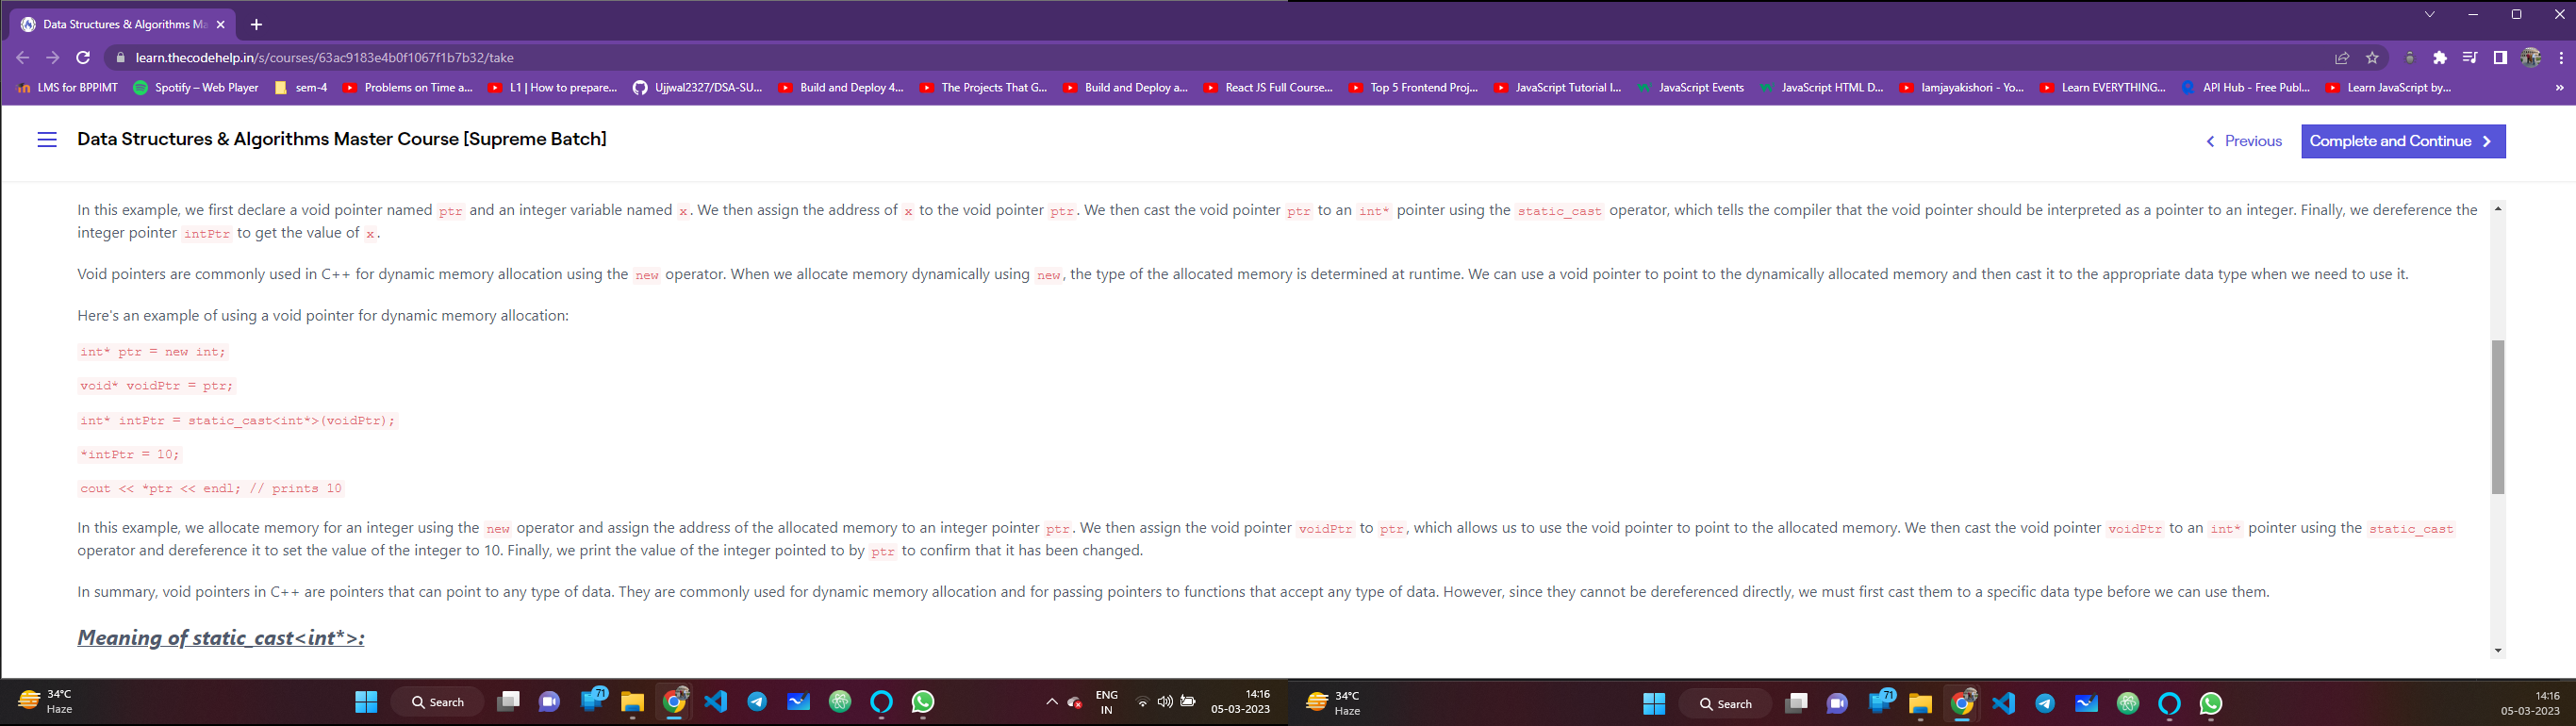 Data Structures & Algorithms Ma
learn.thecodehelp.in/s/courses/63ac9183e4b0f1067f1b7b32/take
LMS for BPPIMT Spotify – Web Player sem-4 Problems on Time a... L1 | How to prepare... Ujjwal2327/DSA-SU... Build and Deploy 4... The Projects That G... Build and Deploy a... React JS Full Course... Top 5 Frontend Proj... JavaScript Tutorial I... JavaScript Events JavaScript HTML D... Iamjayakishori - Yo... Learn EVERYTHING... API Hub - Free Publ... Learn JavaScript by... »
Data Structures & Algorithms Master Course [Supreme Batch] Previous Complete and Continue
In this example, we first declare a void pointer named ptr and an integer variable named x. We then assign the address of x to the void pointer ptr. We then cast the void pointer ptr to an int* pointer using the static_cast operator, which tells the compiler that the void pointer should be interpreted as a pointer to an integer. Finally, we dereference the
integer pointer intPtr to get the value of x.
Void pointers are commonly used in C++ for dynamic memory allocation using the new operator. When we allocate memory dynamically using new, the type of the allocated memory is determined at runtime. We can use a void pointer to point to the dynamically allocated memory and then cast it to the appropriate data type when we need to use it.
Here's an example of using a void pointer for dynamic memory allocation:
int* ptr = new int;
void* voidPtr = ptr;
int* intPtr = static_cast<int*>(voidPtr);
*intPtr = 10;
cout << *ptr << endl; // prints 10
In this example, we allocate memory for an integer using the new operator and assign the address of the allocated memory to an integer pointer ptr. We then assign the void pointer voidPtr to ptr, which allows us to use the void pointer to point to the allocated memory. We then cast the void pointer voidPtr to an int* pointer using the static_cast
operator and dereference it to set the value of the integer to 10. Finally, we print the value of the integer pointed to by ptr to confirm that it has been changed.
In summary, void pointers in C++ are pointers that can point to any type of data. They are commonly used for dynamic memory allocation and for passing pointers to functions that accept any type of data. However, since they cannot be dereferenced directly, we must first cast them to a specific data type before we can use them.
Meaning of static_cast<int*>:
34°C Search 71 ENG 14:16 34°C Search 71 14:16
Haze IN 05-03-2023 Haze 05-03-2023